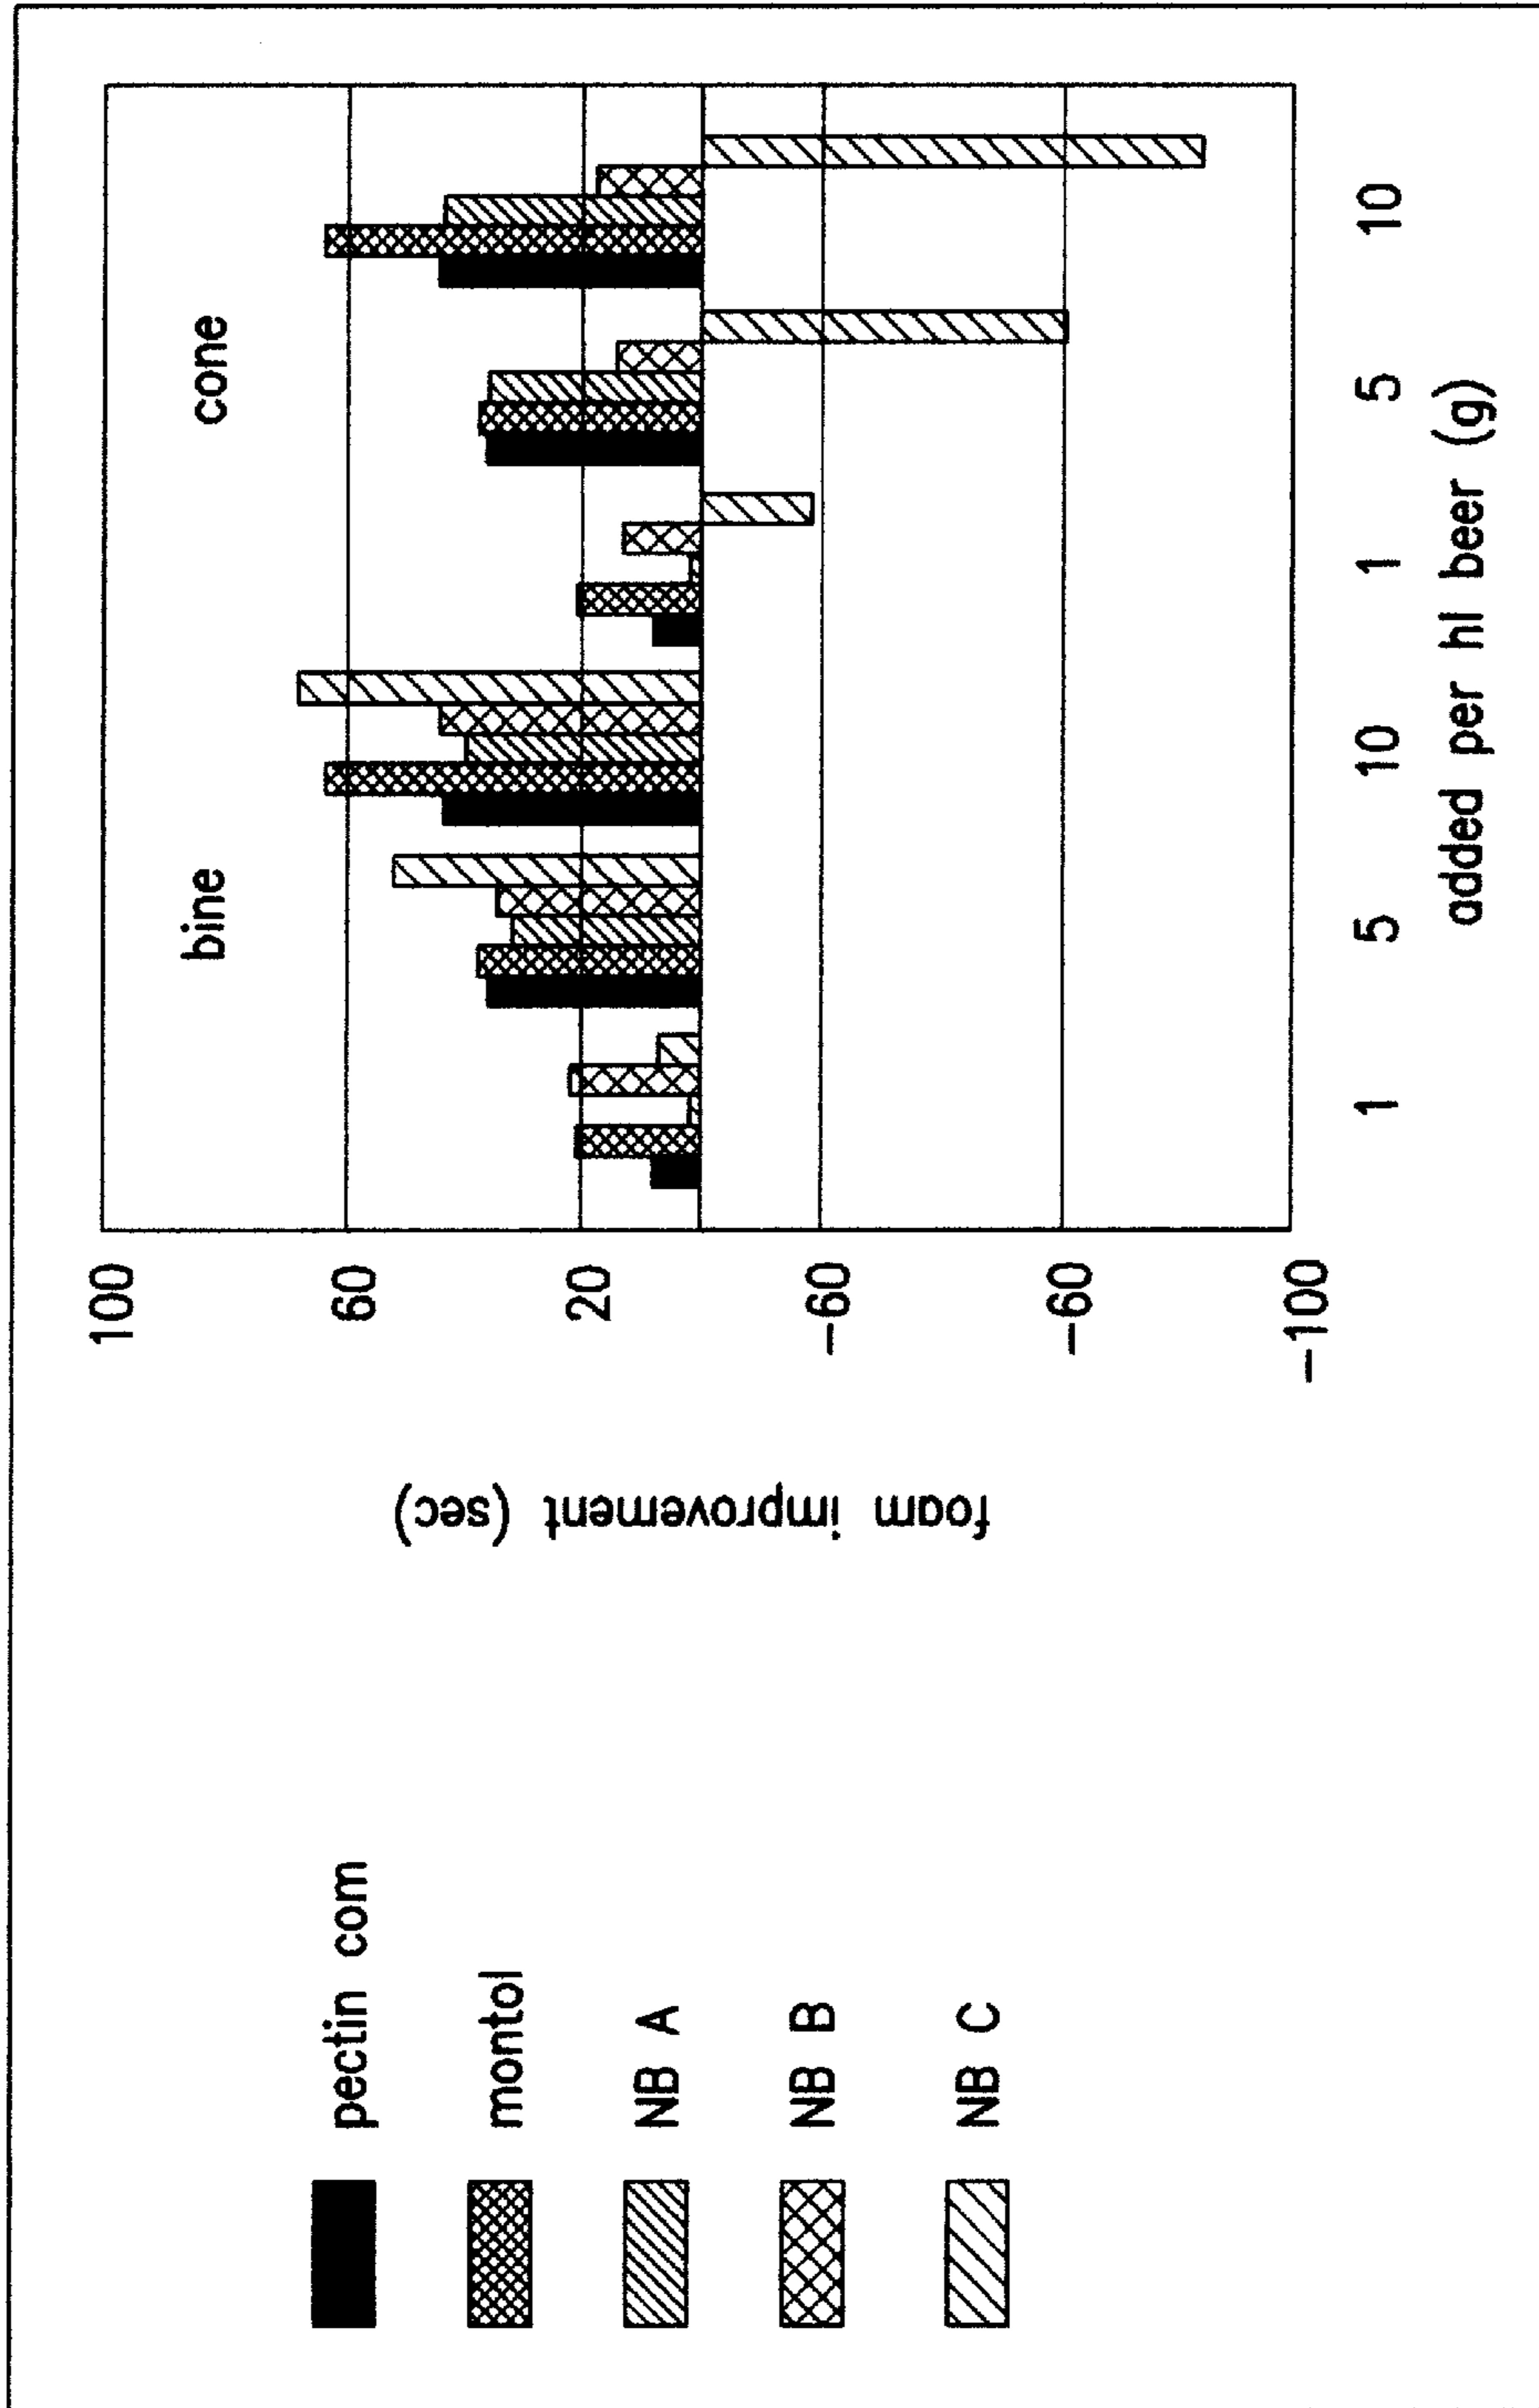 bine
cone
100
60
20
-60
-60
-100
foam improvement (sec)
1
5
10
1
5
10
added per hl beer (g)
pectin com
montol
NB A
NB B
NB C